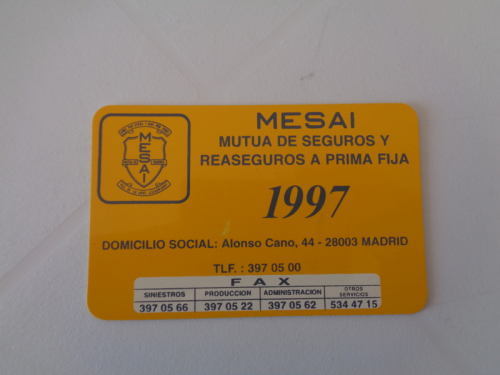 MESAI
MESAI
MUTUA DE SEGUROS Y
REASEGUROS A PRIMA FIJA
1997
DOMICILIO SOCIAL: Alonso Cano, 44 - 28003 MADRID
TLF. : 397 05 00
FAX
SINIESTROS PRODUCCION ADMINISTRACION OTROS SERVICIOS
397 05 66 397 05 22 397 05 62 534 47 15